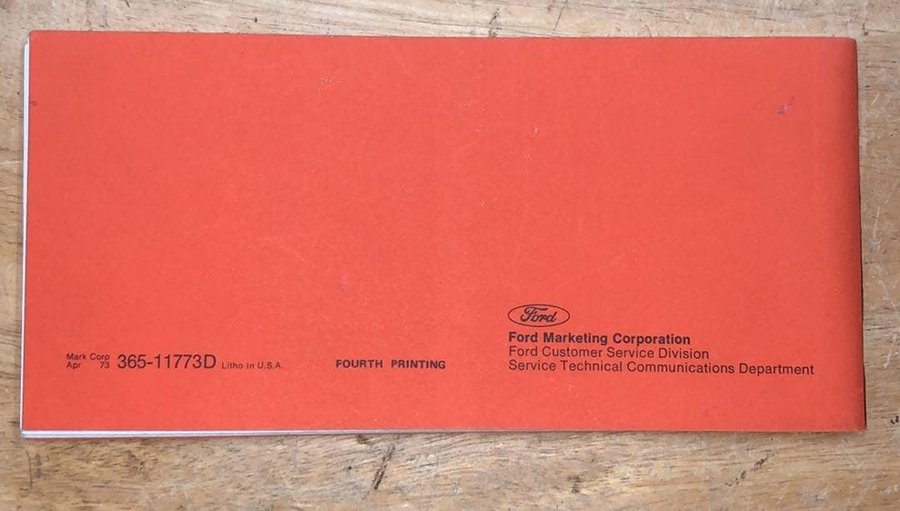 Mark Corp
Apr 73 365-11773D Litho in U.S.A.
FOURTH PRINTING
Ford
Ford Marketing Corporation
Ford Customer Service Division
Service Technical Communications Department